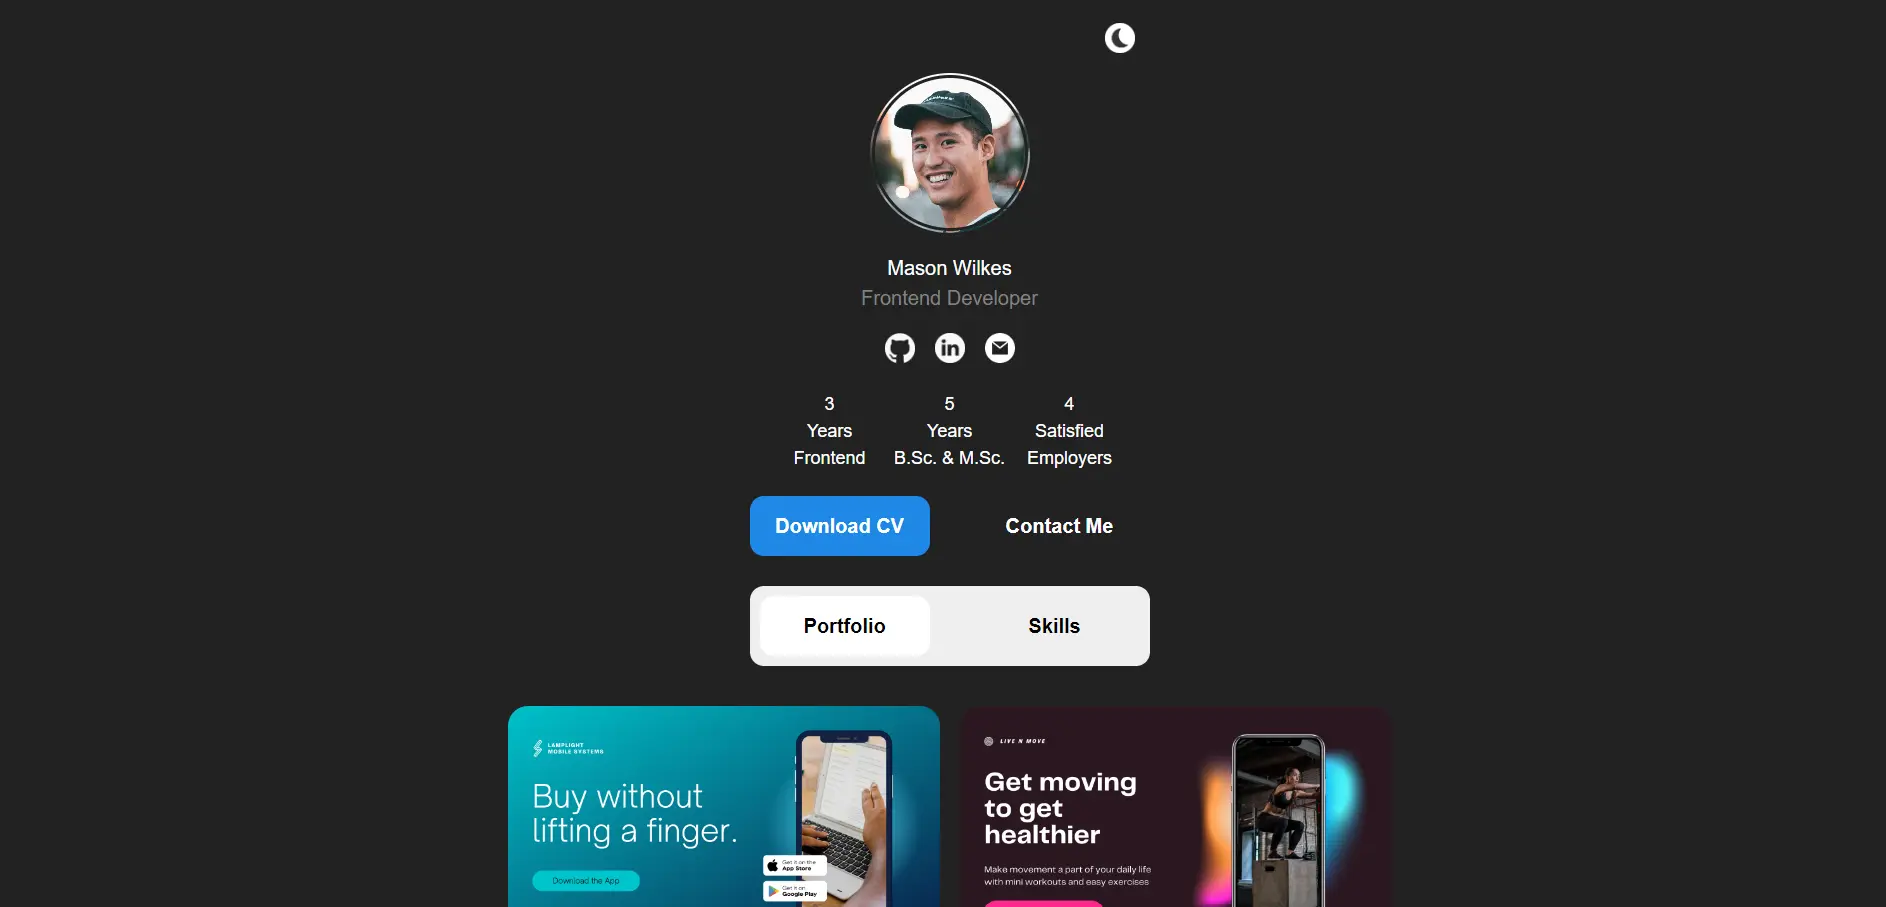 Mason Wilkes
Frontend Developer
in
3
Years
Frontend
5
Years
B.Sc. & M.Sc.
4
Satisfied
Employers
Download CV
Contact Me
Portfolio
Skills
LAMPLIGHT
MOBILE SYSTEMS
Buy without
lifting a finger.
Download the App
Get it on the
App Store
Get it on
Google Play
LIVE N MOVE
Get moving
to get
healthier
Make movement a part of your daily life
with mini workouts and easy exercises